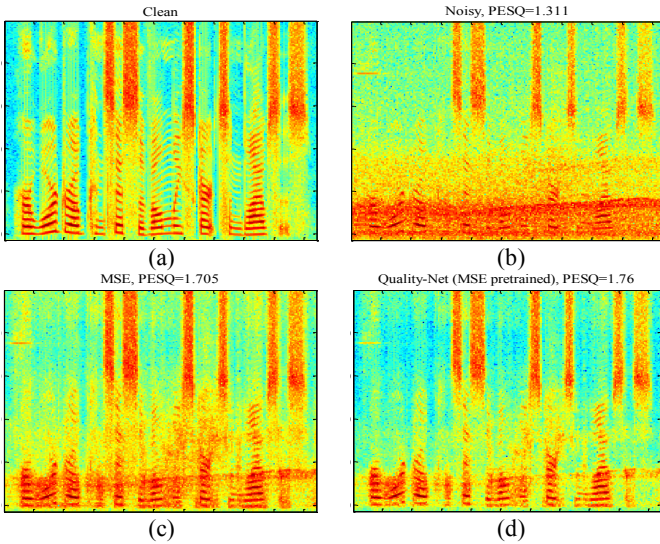 Clean
Noisy, PESQ=1.311
(a)
(b)
MSE, PESQ=1.705
Quality-Net (MSE pretrained), PESQ=1.76
(c)
(d)